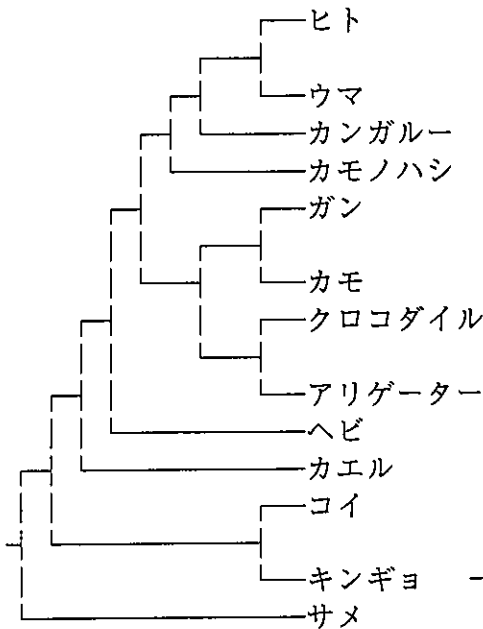 ヒト
ウマ
カンガルー
カモノハシ
ガン
カモ
クロコダイル
アリゲーター
ヘビ
カエル
コイ
キンギョ
サメ